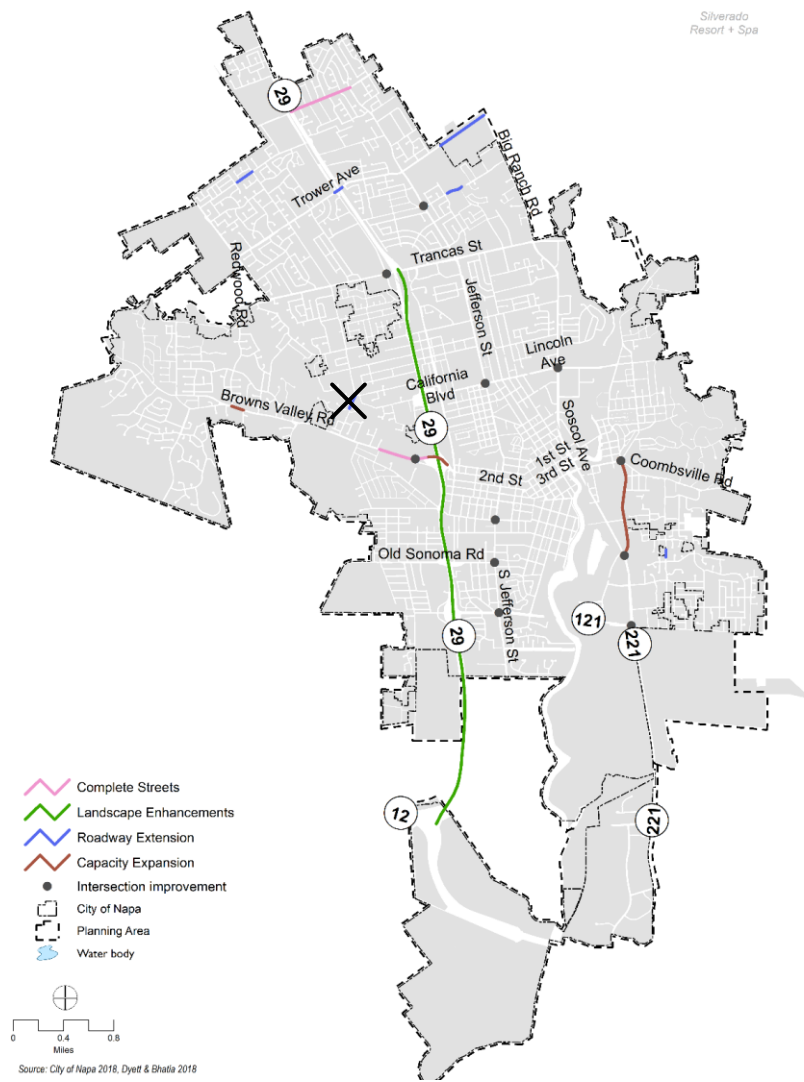 Silverado
Resort + Spa
29
Trower Ave
Big Ranch Rd
Redwood Rd
Trancas St
Jefferson St
Lincoln
Ave
California
Blvd
Browns Valley Rd
29
Soscol Ave
1st St
3rd St
2nd St
Coombsville Rd
Old Sonoma Rd
S Jefferson St
121
29
221
12
221
Complete Streets
Landscape Enhancements
Roadway Extension
Capacity Expansion
Intersection improvement
City of Napa
Planning Area
Water body
0 0.4 0.8
Miles
Source: City of Napa 2018, Dyett & Bhatia 2018